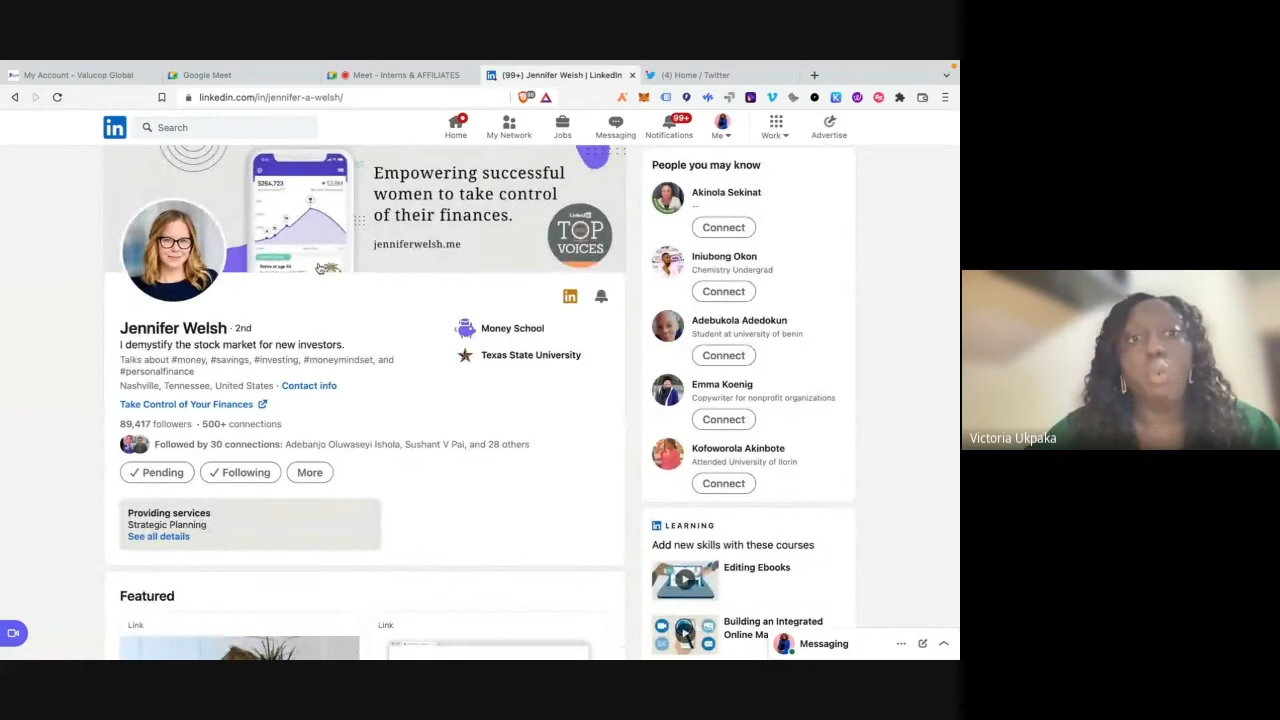 My Account - Valucop Global
Google Meet
Meet - Interns & AFFILIATES
(99+) Jennifer Welsh | LinkedIn
(4) Home / Twitter
linkedin.com/in/jennifer-a-welsh/
in
Search
Home
My Network
Jobs
Messaging
99+
Notifications
Me
Work
Advertise
$264,723
Empowering successful
women to take control
of their finances.
jenniferwelsh.me
LinkedIn
TOP
VOICES
Jennifer Welsh · 2nd
I demystify the stock market for new investors.
Talks about #money, #savings, #investing, #moneymindset, and
#personalfinance
Nashville, Tennessee, United States · Contact info
Take Control of Your Finances
89,417 followers · 500+ connections
Followed by 30 connections: Adebanjo Oluwaseyi Ishola, Sushant V Pai, and 28 others
Pending
Following
More
in
Money School
Texas State University
Providing services
Strategic Planning
See all details
Featured
Link
Link
People you may know
Akinola Sekinat
--
Connect
Iniubong Okon
Chemistry Undergrad
Connect
Adebukola Adedokun
Student at university of benin
Connect
Emma Koenig
Copywriter for nonprofit organizations
Connect
Kofoworola Akinbote
Attended University of Ilorin
Connect
in LEARNING
Add new skills with these courses
Editing Ebooks
Building an Integrated
Online Ma
Messaging
Victoria Ukpaka